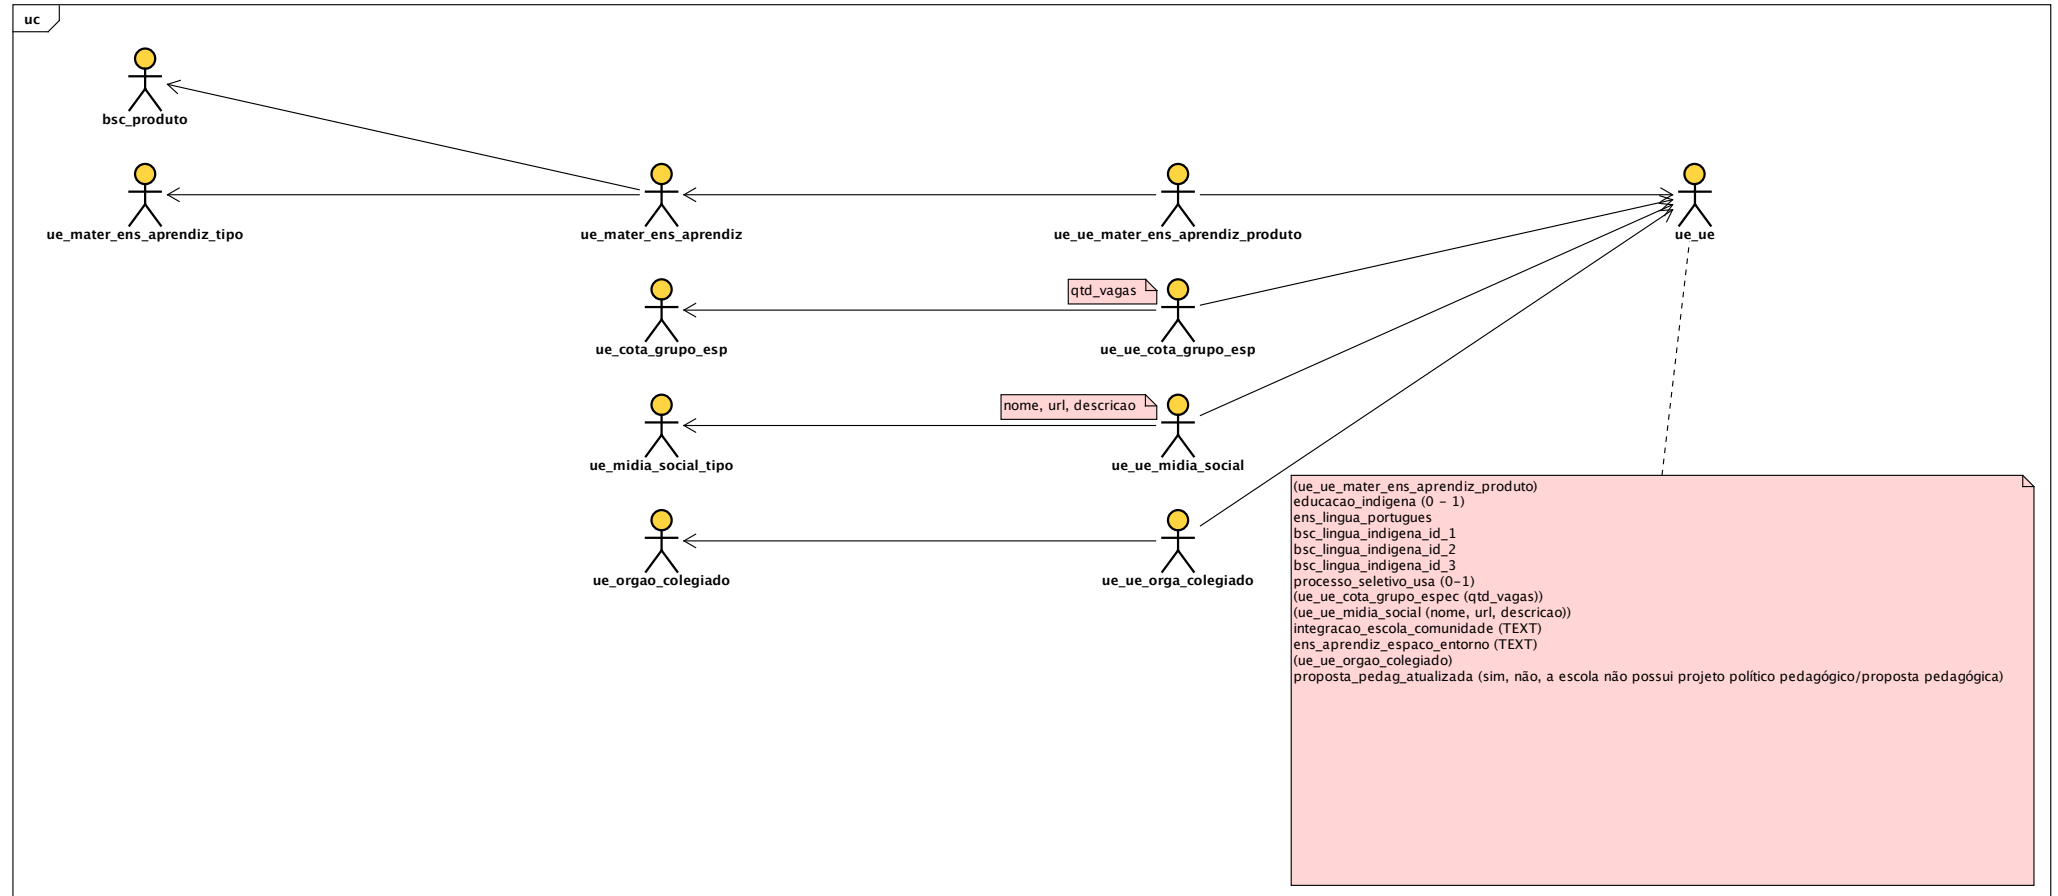 uc
bsc_produto
ue_mater_ens_aprendiz_tipo
ue_mater_ens_aprendiz
ue_ue_mater_ens_aprendiz_produto
ue_ue
qtd_vagas
ue_cota_grupo_esp
ue_ue_cota_grupo_esp
nome, url, descricao
ue_midia_social_tipo
ue_ue_midia_social
ue_orgao_colegiado
ue_ue_orga_colegiado
(ue_ue_mater_ens_aprendiz_produto)
educacao_indigena (0 - 1)
ens_lingua_portugues
bsc_lingua_indigena_id_1
bsc_lingua_indigena_id_2
bsc_lingua_indigena_id_3
processo_seletivo_usa (0-1)
(ue_ue_cota_grupo_espec (qtd_vagas))
(ue_ue_midia_social (nome, url, descricao))
integracao_escola_comunidade (TEXT)
ens_aprendiz_espaco_entorno (TEXT)
(ue_ue_orgao_colegiado)
proposta_pedag_atualizada (sim, não, a escola não possui projeto político pedagógico/proposta pedagógica)